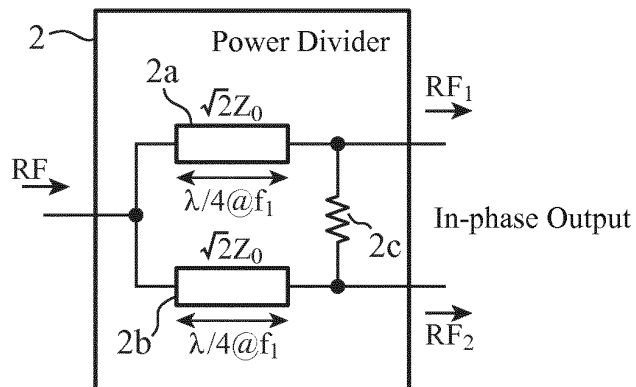 2
Power Divider
2a
√2Z₀
RF₁
RF
λ/4@f₁
√2Z₀
2c
In-phase Output
2b
λ/4@f₁
RF₂